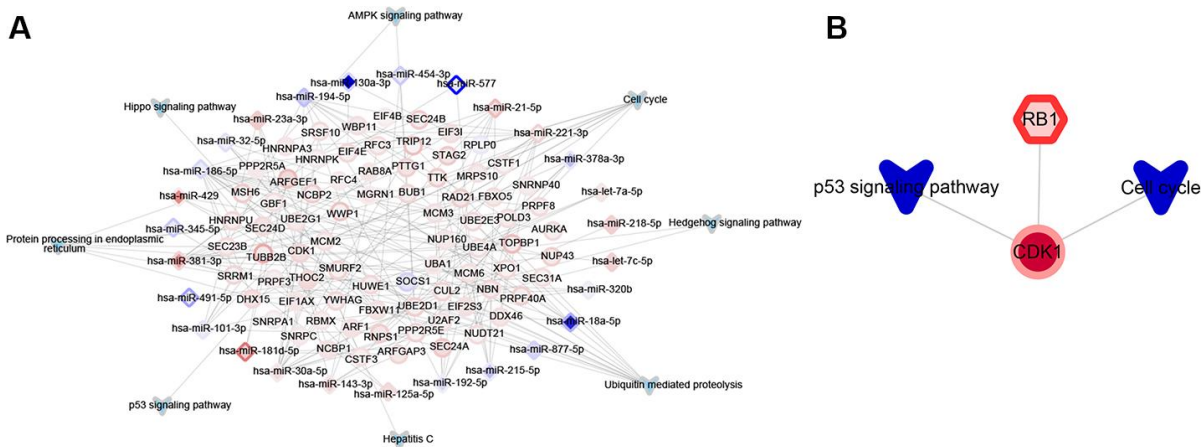 A
B
AMPK signaling pathway
hsa-miR-454-3p
hsa-miR-130a-3p
hsa-miR-577
hsa-miR-194-5p
Cell cycle
Hippo signaling pathway
hsa-miR-21-5p
hsa-miR-23a-3p
EIF4B
SEC24B
WBP11
SRSF10
EIF3I
hsa-miR-221-3p
hsa-miR-32-5p
HNRNPA3
EIF4E
RFC3
TRIP12
RPLP0
STAG2
HNRNPK
CSTF1
hsa-miR-378a-3p
hsa-miR-186-5p
PPP2R5A
RAB8A
PTTG1
TTK
MRPS10
ARFGEF1
RFC4
SNRNP40
hsa-miR-429
MSH6
NCBP2
MGRN1
BUB1
RAD21
FBXO5
hsa-let-7a-5p
GBF1
PRPF8
HNRNPU
UBE2G1
WWP1
MCM3
UBE2E3
POLD3
hsa-miR-218-5p
Hedgehog signaling pathway
hsa-miR-345-5p
SEC24D
AURKA
Protein processing in endoplasmic
reticulum
SEC23B
MCM2
NUP160
UBE4A
TOPBP1
TUBB2B
CDK1
NUP43
hsa-miR-381-3p
UBA1
hsa-let-7c-5p
SMURF2
XPO1
SRRM1
PRPF3
THOC2
HUWE1
SOCS1
MCM6
SEC31A
hsa-miR-491-5p
CUL2
NBN
hsa-miR-320b
DHX15
EIF1AX
YWHAG
FBXW11
UBE2D1
EIF2S3
PRPF40A
hsa-miR-101-3p
SNRPA1
RBMX
ARF1
U2AF2
DDX46
hsa-miR-18a-5p
SNRPC
RNPS1
PPP2R5E
NUDT21
hsa-miR-181d-5p
NCBP1
CSTF3
ARFGAP3
SEC24A
hsa-miR-877-5p
hsa-miR-30a-5p
hsa-miR-215-5p
hsa-miR-143-3p
hsa-miR-192-5p
Ubiquitin mediated proteolysis
hsa-miR-125a-5p
p53 signaling pathway
Hepatitis C
RB1
p53 signaling pathway
Cell cycle
CDK1